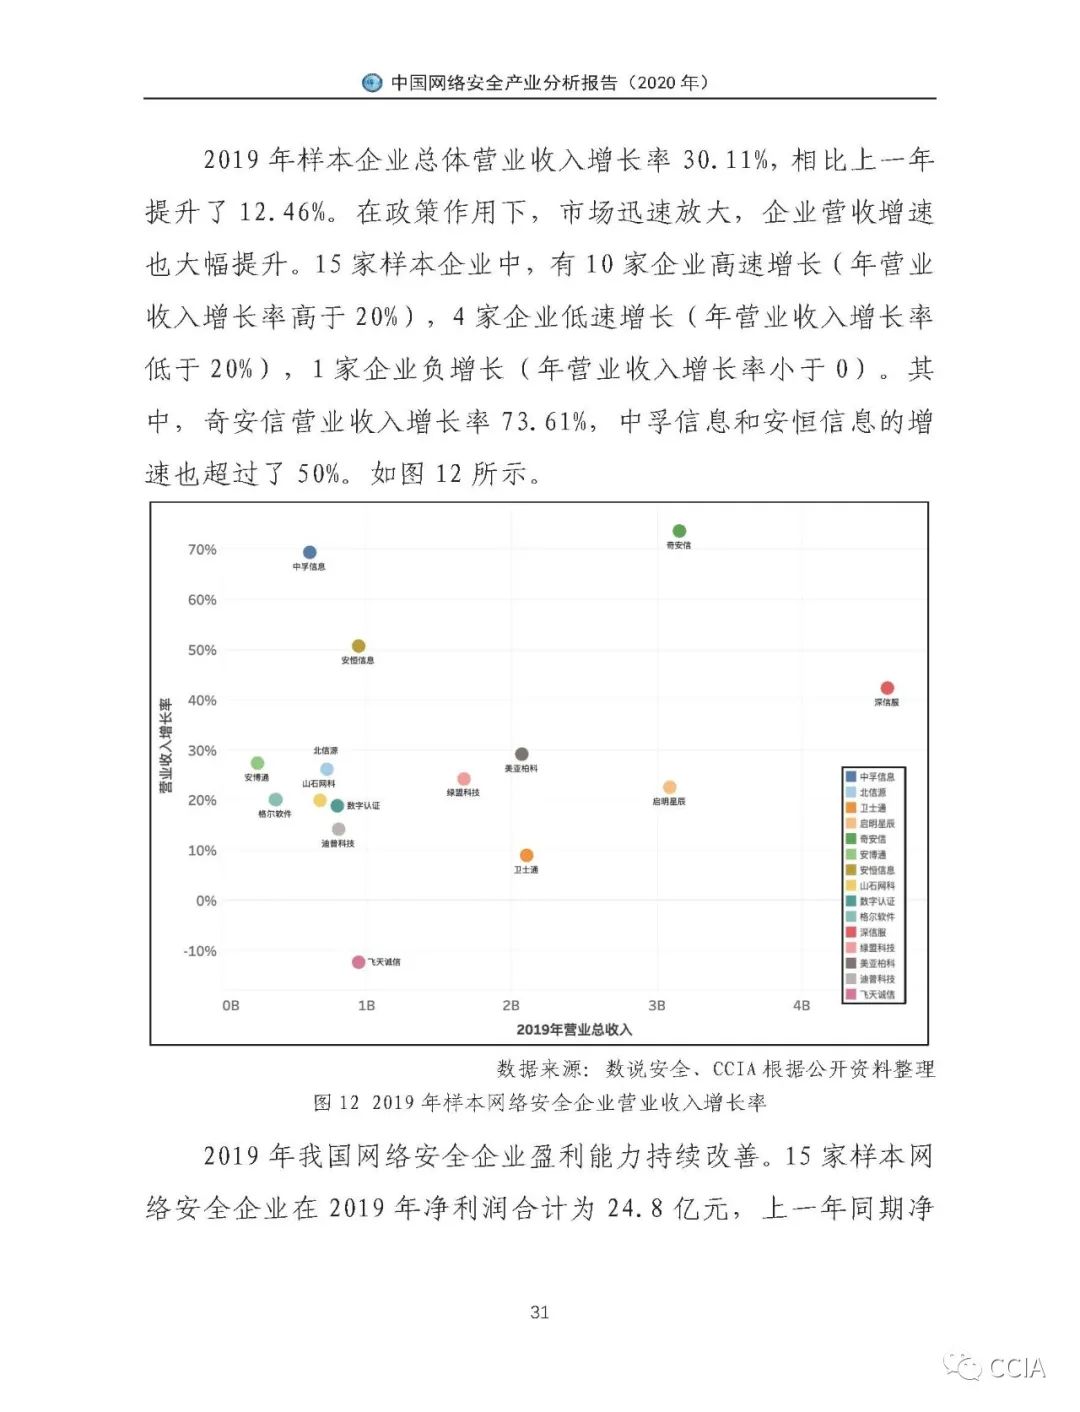 中国网络安全产业分析报告（2020 年）
2019 年样本企业总体营业收入增长率 30.11%，相比上一年
提升了 12.46%。在政策作用下，市场迅速放大，企业营收增速
也大幅提升。15 家样本企业中，有 10 家企业高速增长（年营业
收入增长率高于 20%），4 家企业低速增长（年营业收入增长率
低于 20%），1 家企业负增长（年营业收入增长率小于 0）。其
中，奇安信营业收入增长率 73.61%，中孚信息和安恒信息的增
速也超过了 50%。如图 12 所示。
营业收入增长率
70%
60%
50%
40%
30%
20%
10%
0%
-10%
奇安信
中孚信息
安恒信息
深信服
北信源
美亚柏科
安博通
山石网科
绿盟科技
启明星辰
格尔软件
数字认证
迪普科技
卫士通
飞天诚信
中孚信息
北信源
卫士通
启明星辰
奇安信
安博通
安恒信息
山石网科
数字认证
格尔软件
深信服
绿盟科技
美亚柏科
迪普科技
飞天诚信
0B 1B 2B 3B 4B
2019年营业总收入
数据来源：数说安全、CCIA 根据公开资料整理
图 12 2019 年样本网络安全企业营业收入增长率
2019 年我国网络安全企业盈利能力持续改善。15 家样本网
络安全企业在 2019 年净利润合计为 24.8 亿元，上一年同期净
31
CCIA